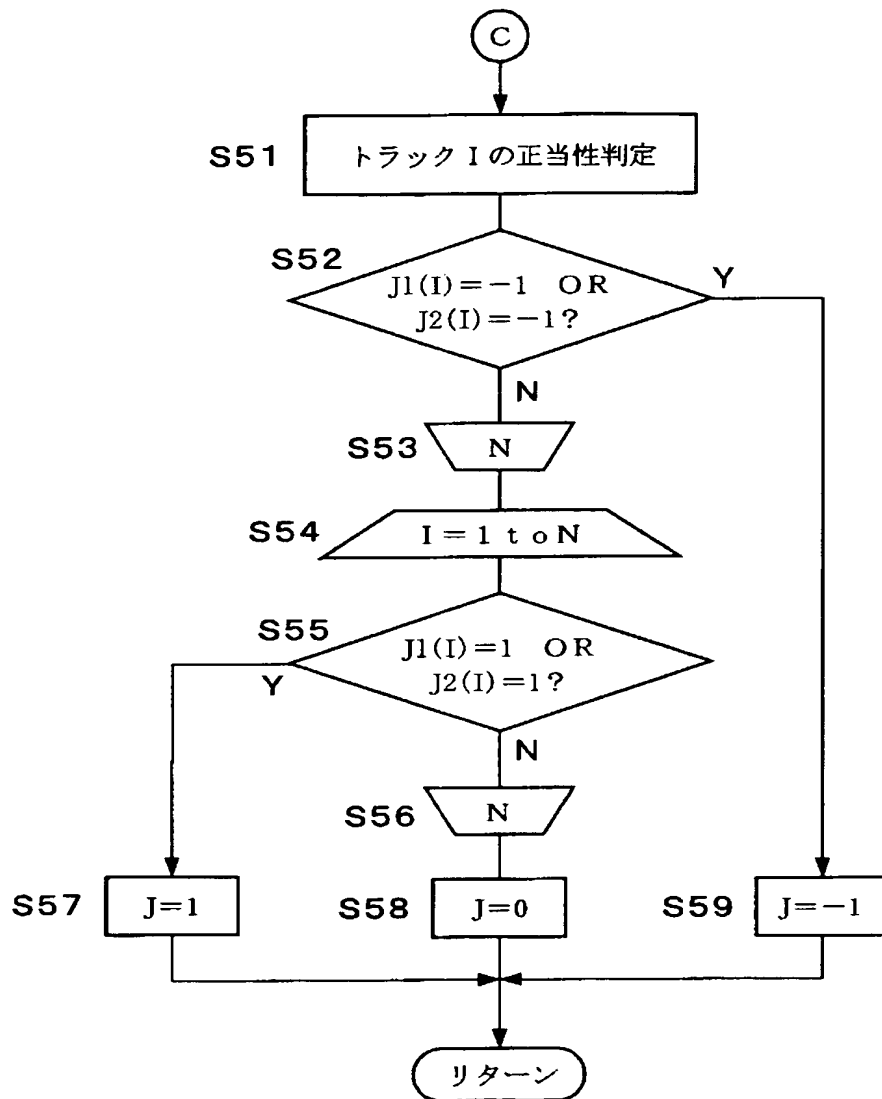 C
S51
トラックIの正当性判定
S52
J1(I)=-1 OR
J2(I)=-1?
Y
N
S53
N
S54
I=1 to N
S55
J1(I)=1 OR
J2(I)=1?
Y
N
S56
N
S57
J=1
S58
J=0
S59
J=-1
リターン